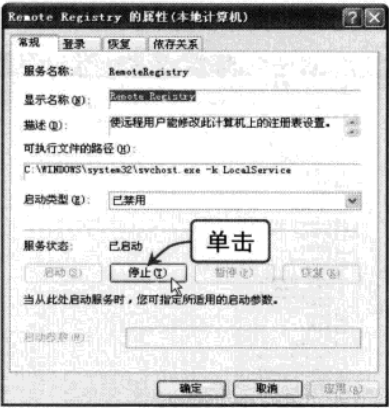 Remote Registry 的属性(本地计算机)
常规 登录 恢复 依存关系
服务名称: RemoteRegistry
显示名称(N): Remote Registry
描述(D): 使远程用户能修改此计算机上的注册表设置。
可执行文件的路径(H):
C:\WINDOWS\system32\svchost.exe -k LocalService
启动类型(E): 已禁用
服务状态: 已启动
单击
启动(S) 停止(T) 暂停(P) 恢复(R)
当从此处启动服务时，您可指定所适用的启动参数。
启动参数(M):
确定 取消 应用(A)